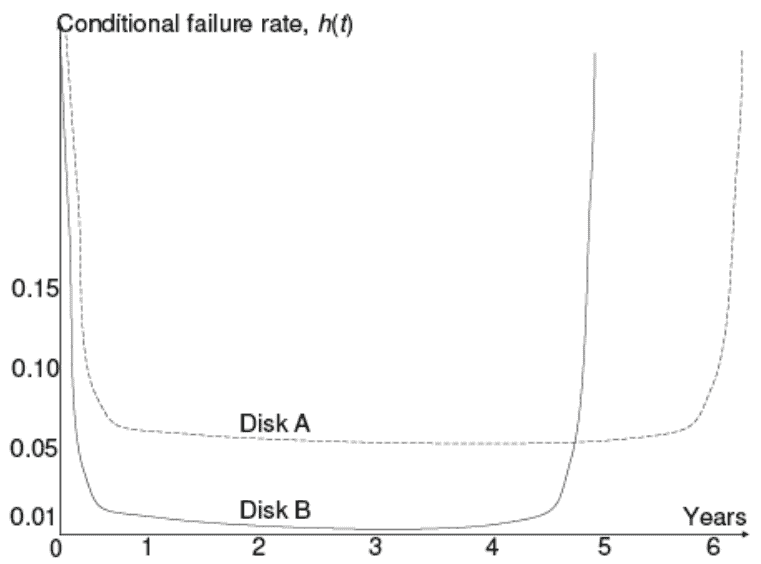 Conditional failure rate, h(t)
0.15
0.10
Disk A
0.05
Disk B
0.01
Years
0 1 2 3 4 5 6